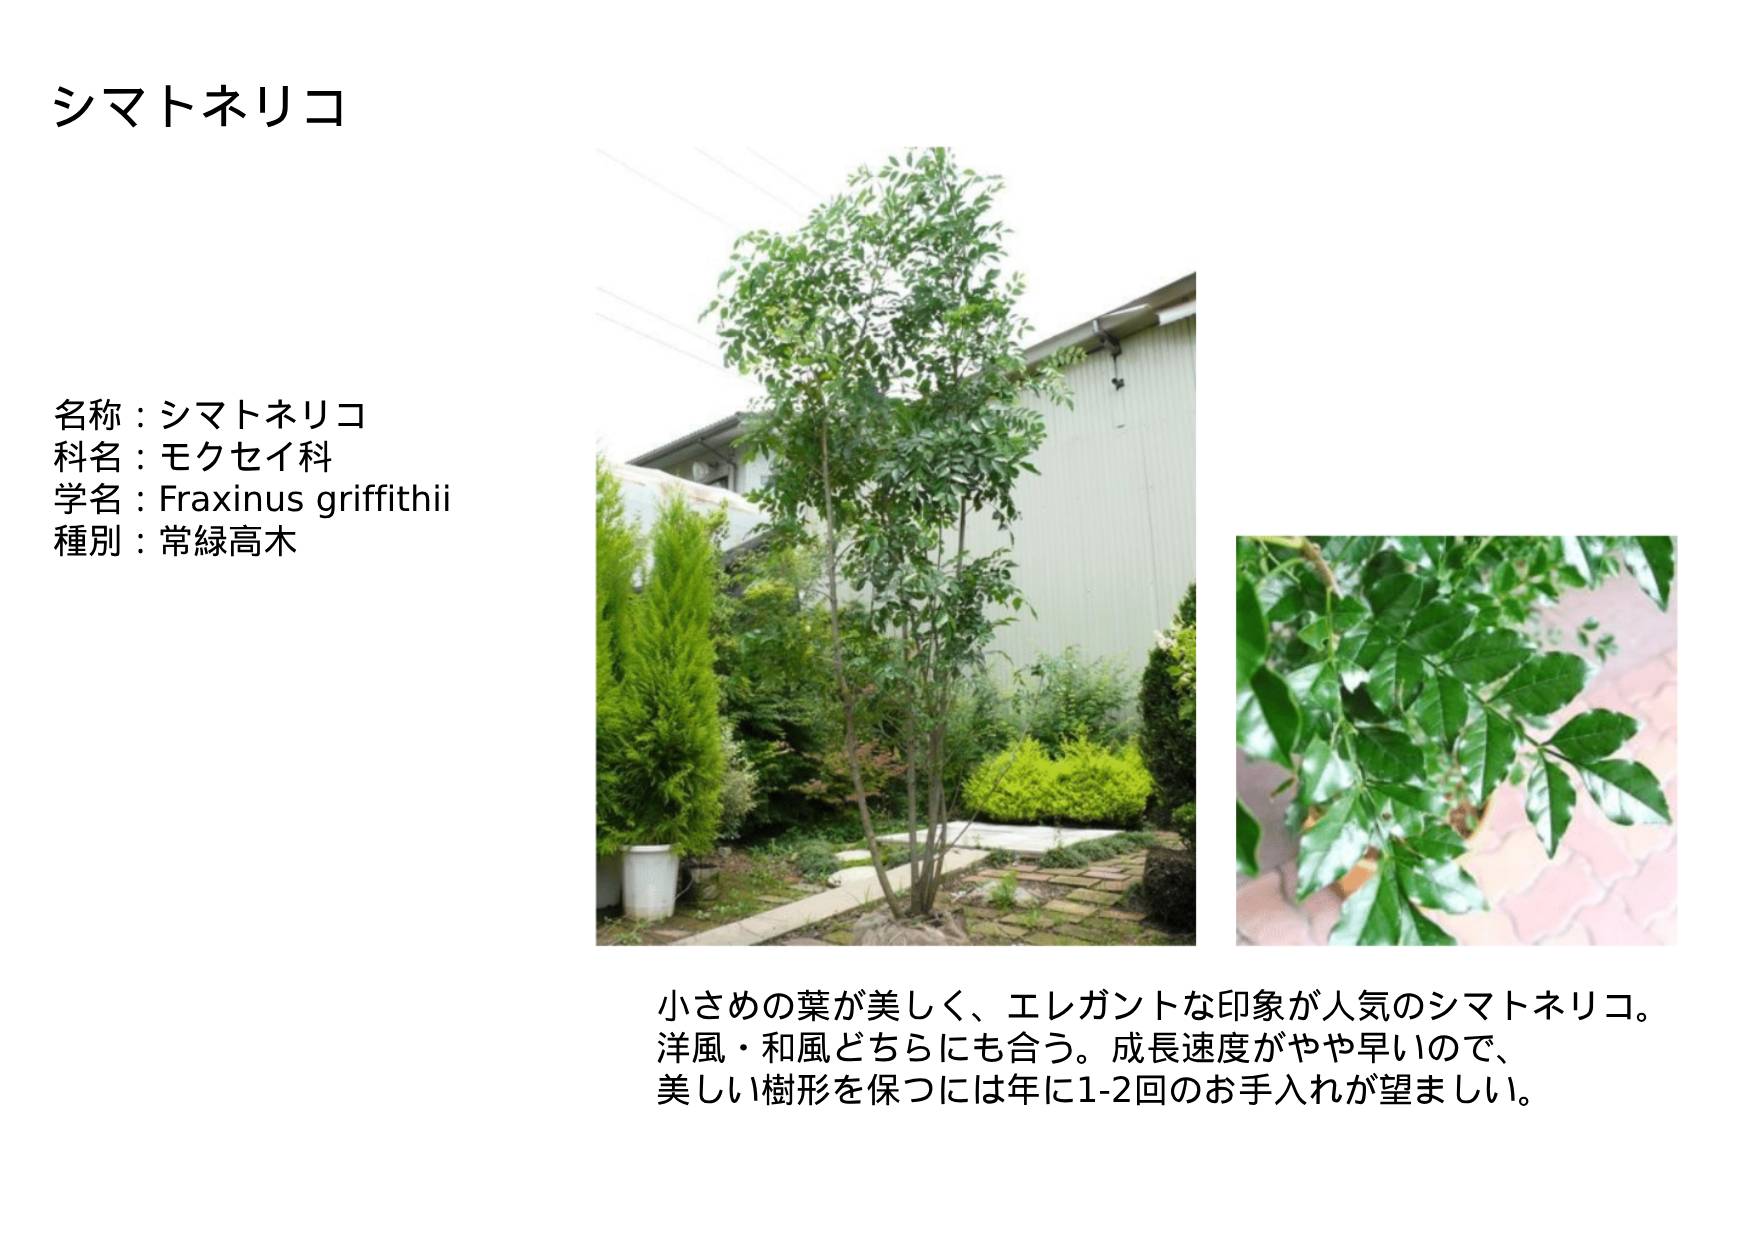 シマトネリコ
名称：シマトネリコ
科名：モクセイ科
学名：Fraxinus griffithii
種別：常緑高木
小さめの葉が美しく、エレガントな印象が人気のシマトネリコ。
洋風・和風どちらにも合う。成長速度がやや早いので、
美しい樹形を保つには年に1-2回のお手入れが望ましい。